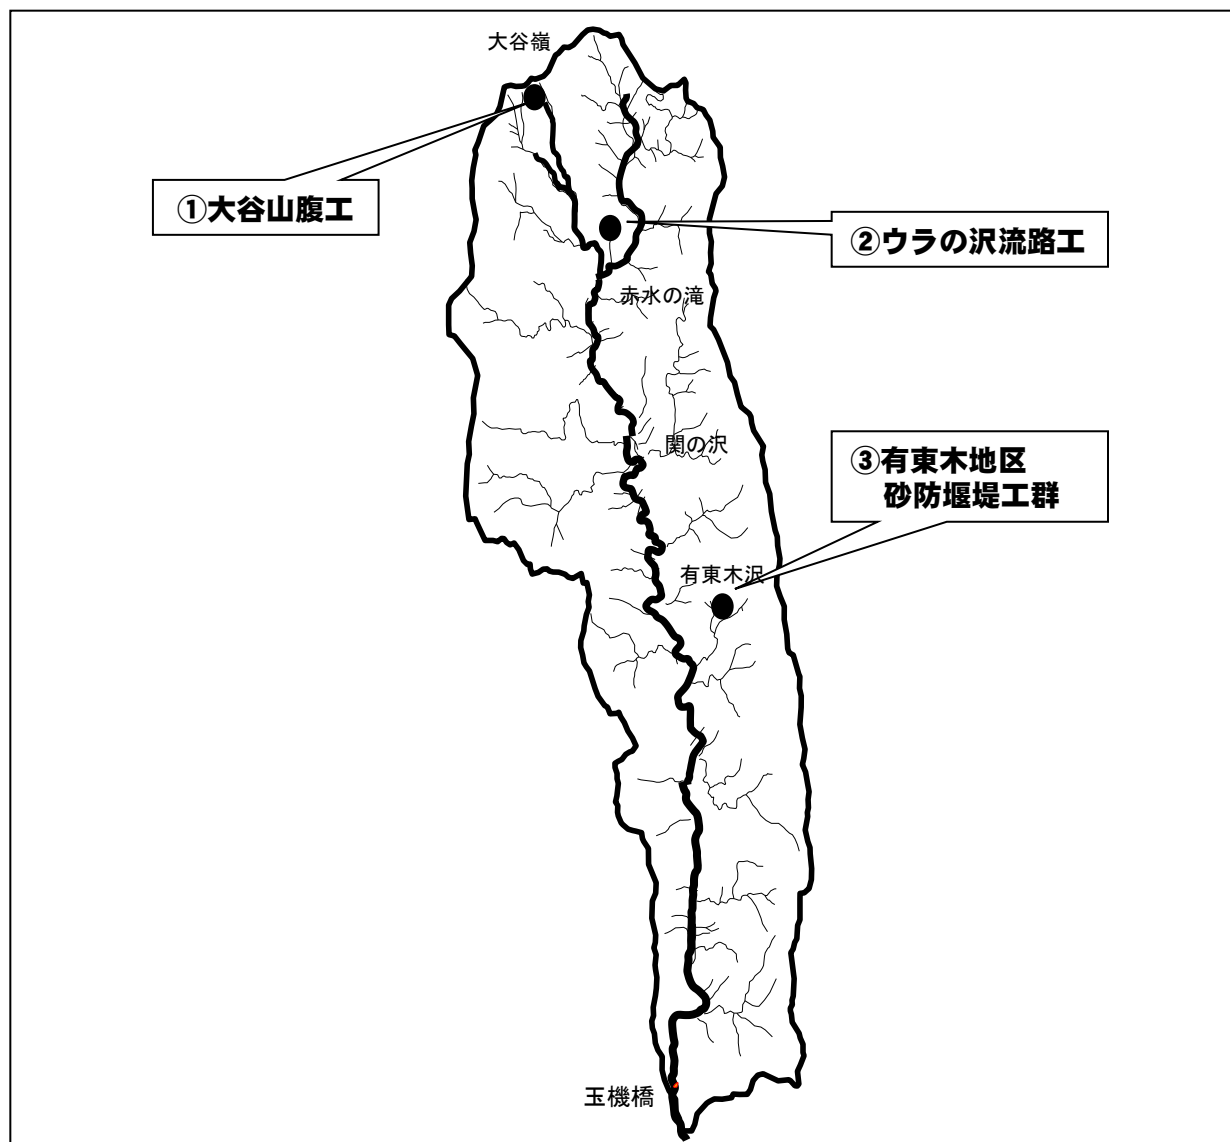 大谷嶺
①大谷山腹工
②ウラの沢流路工
赤水の滝
関の沢
③有東木地区
砂防堰堤工群
有東木沢
玉機橋